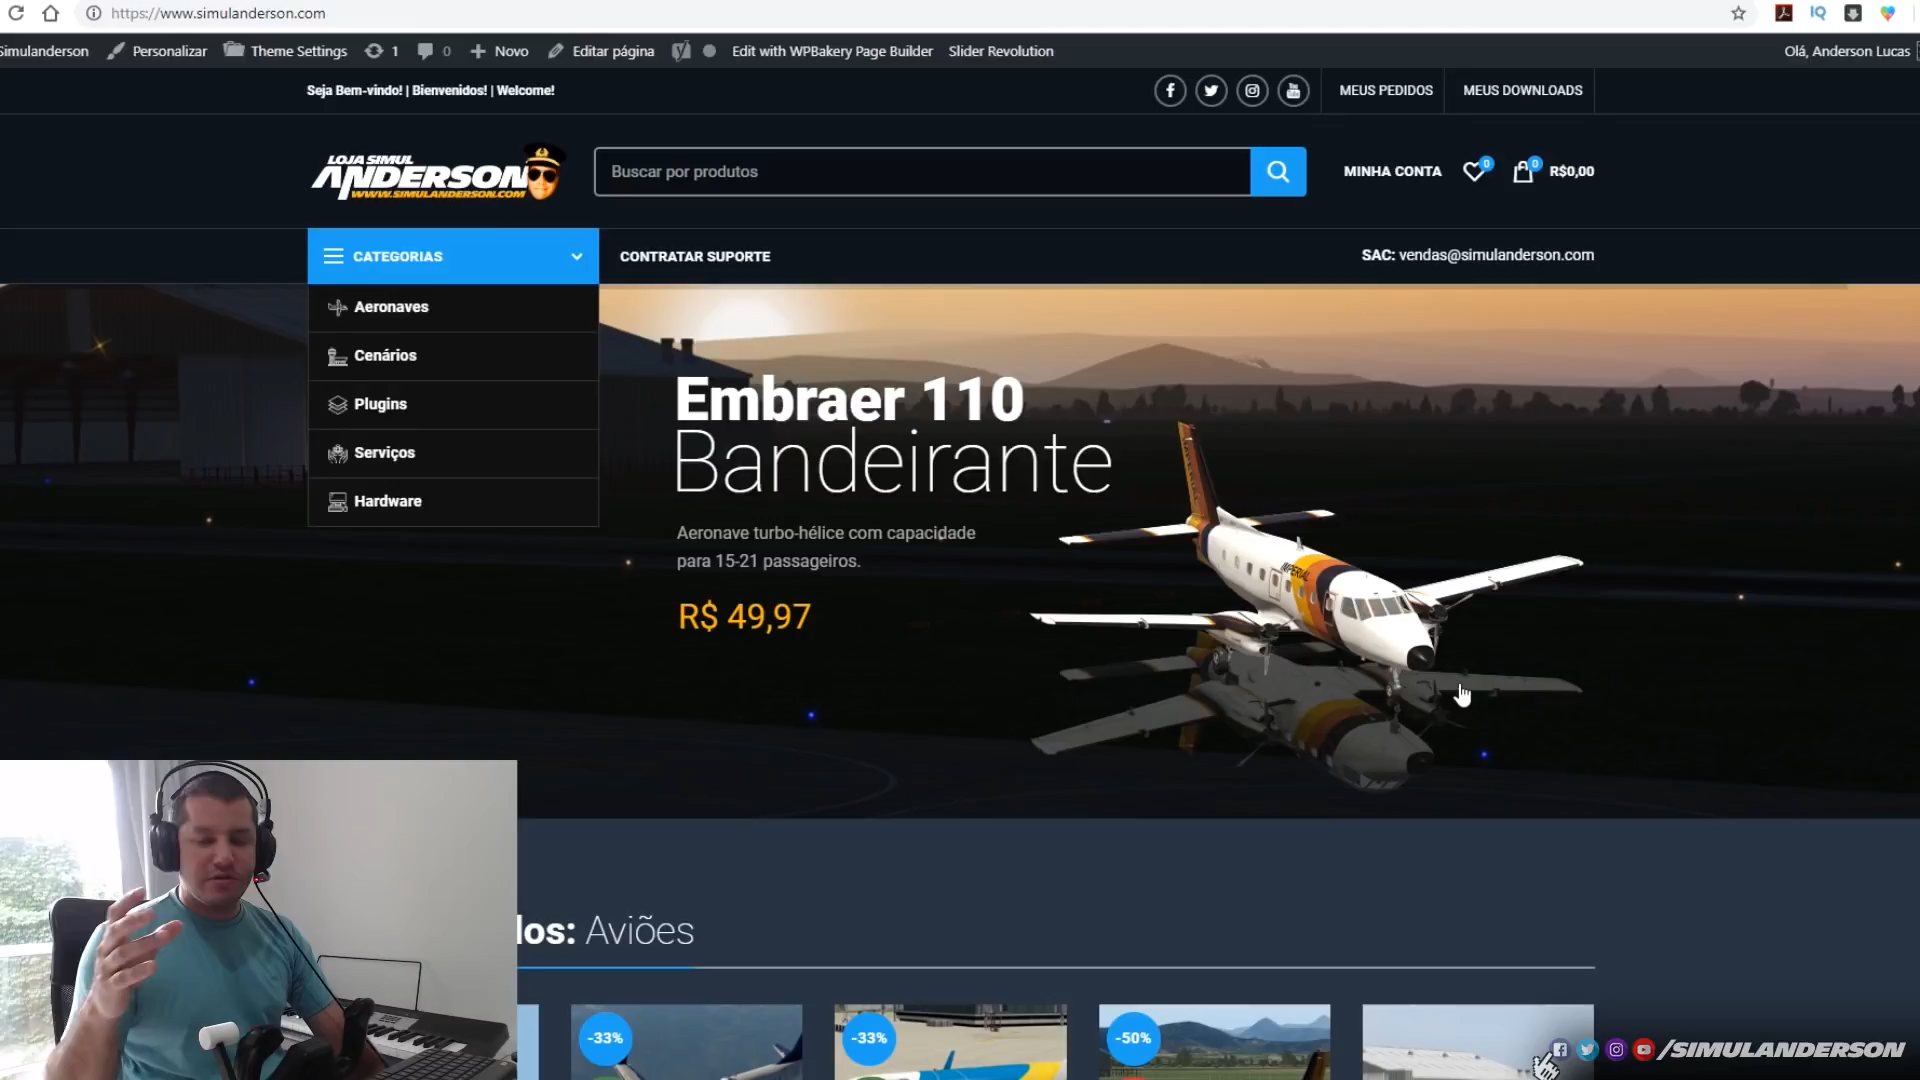 https://www.simulanderson.com
Simulanderson Personalizar Theme Settings 1 0 Novo Editar página Edit with WPBakery Page Builder Slider Revolution Olá, Anderson Lucas
Seja Bem-vindo! | Bienvenidos! | Welcome!
MEUS PEDIDOS
MEUS DOWNLOADS
LOJA SIMUL
ANDERSON
WWW.SIMULANDERSON.COM
Buscar por produtos
MINHA CONTA 0 0 R$0,00
CATEGORIAS
CONTRATAR SUPORTE
SAC: vendas@simulanderson.com
Aeronaves
Cenários
Plugins
Serviços
Hardware
Embraer 110
Bandeirante
Aeronave turbo-hélice com capacidade
para 15-21 passageiros.
R$ 49,97
IMPERIAL
los: Aviões
-33%
-33%
-50%
/SIMULANDERSON